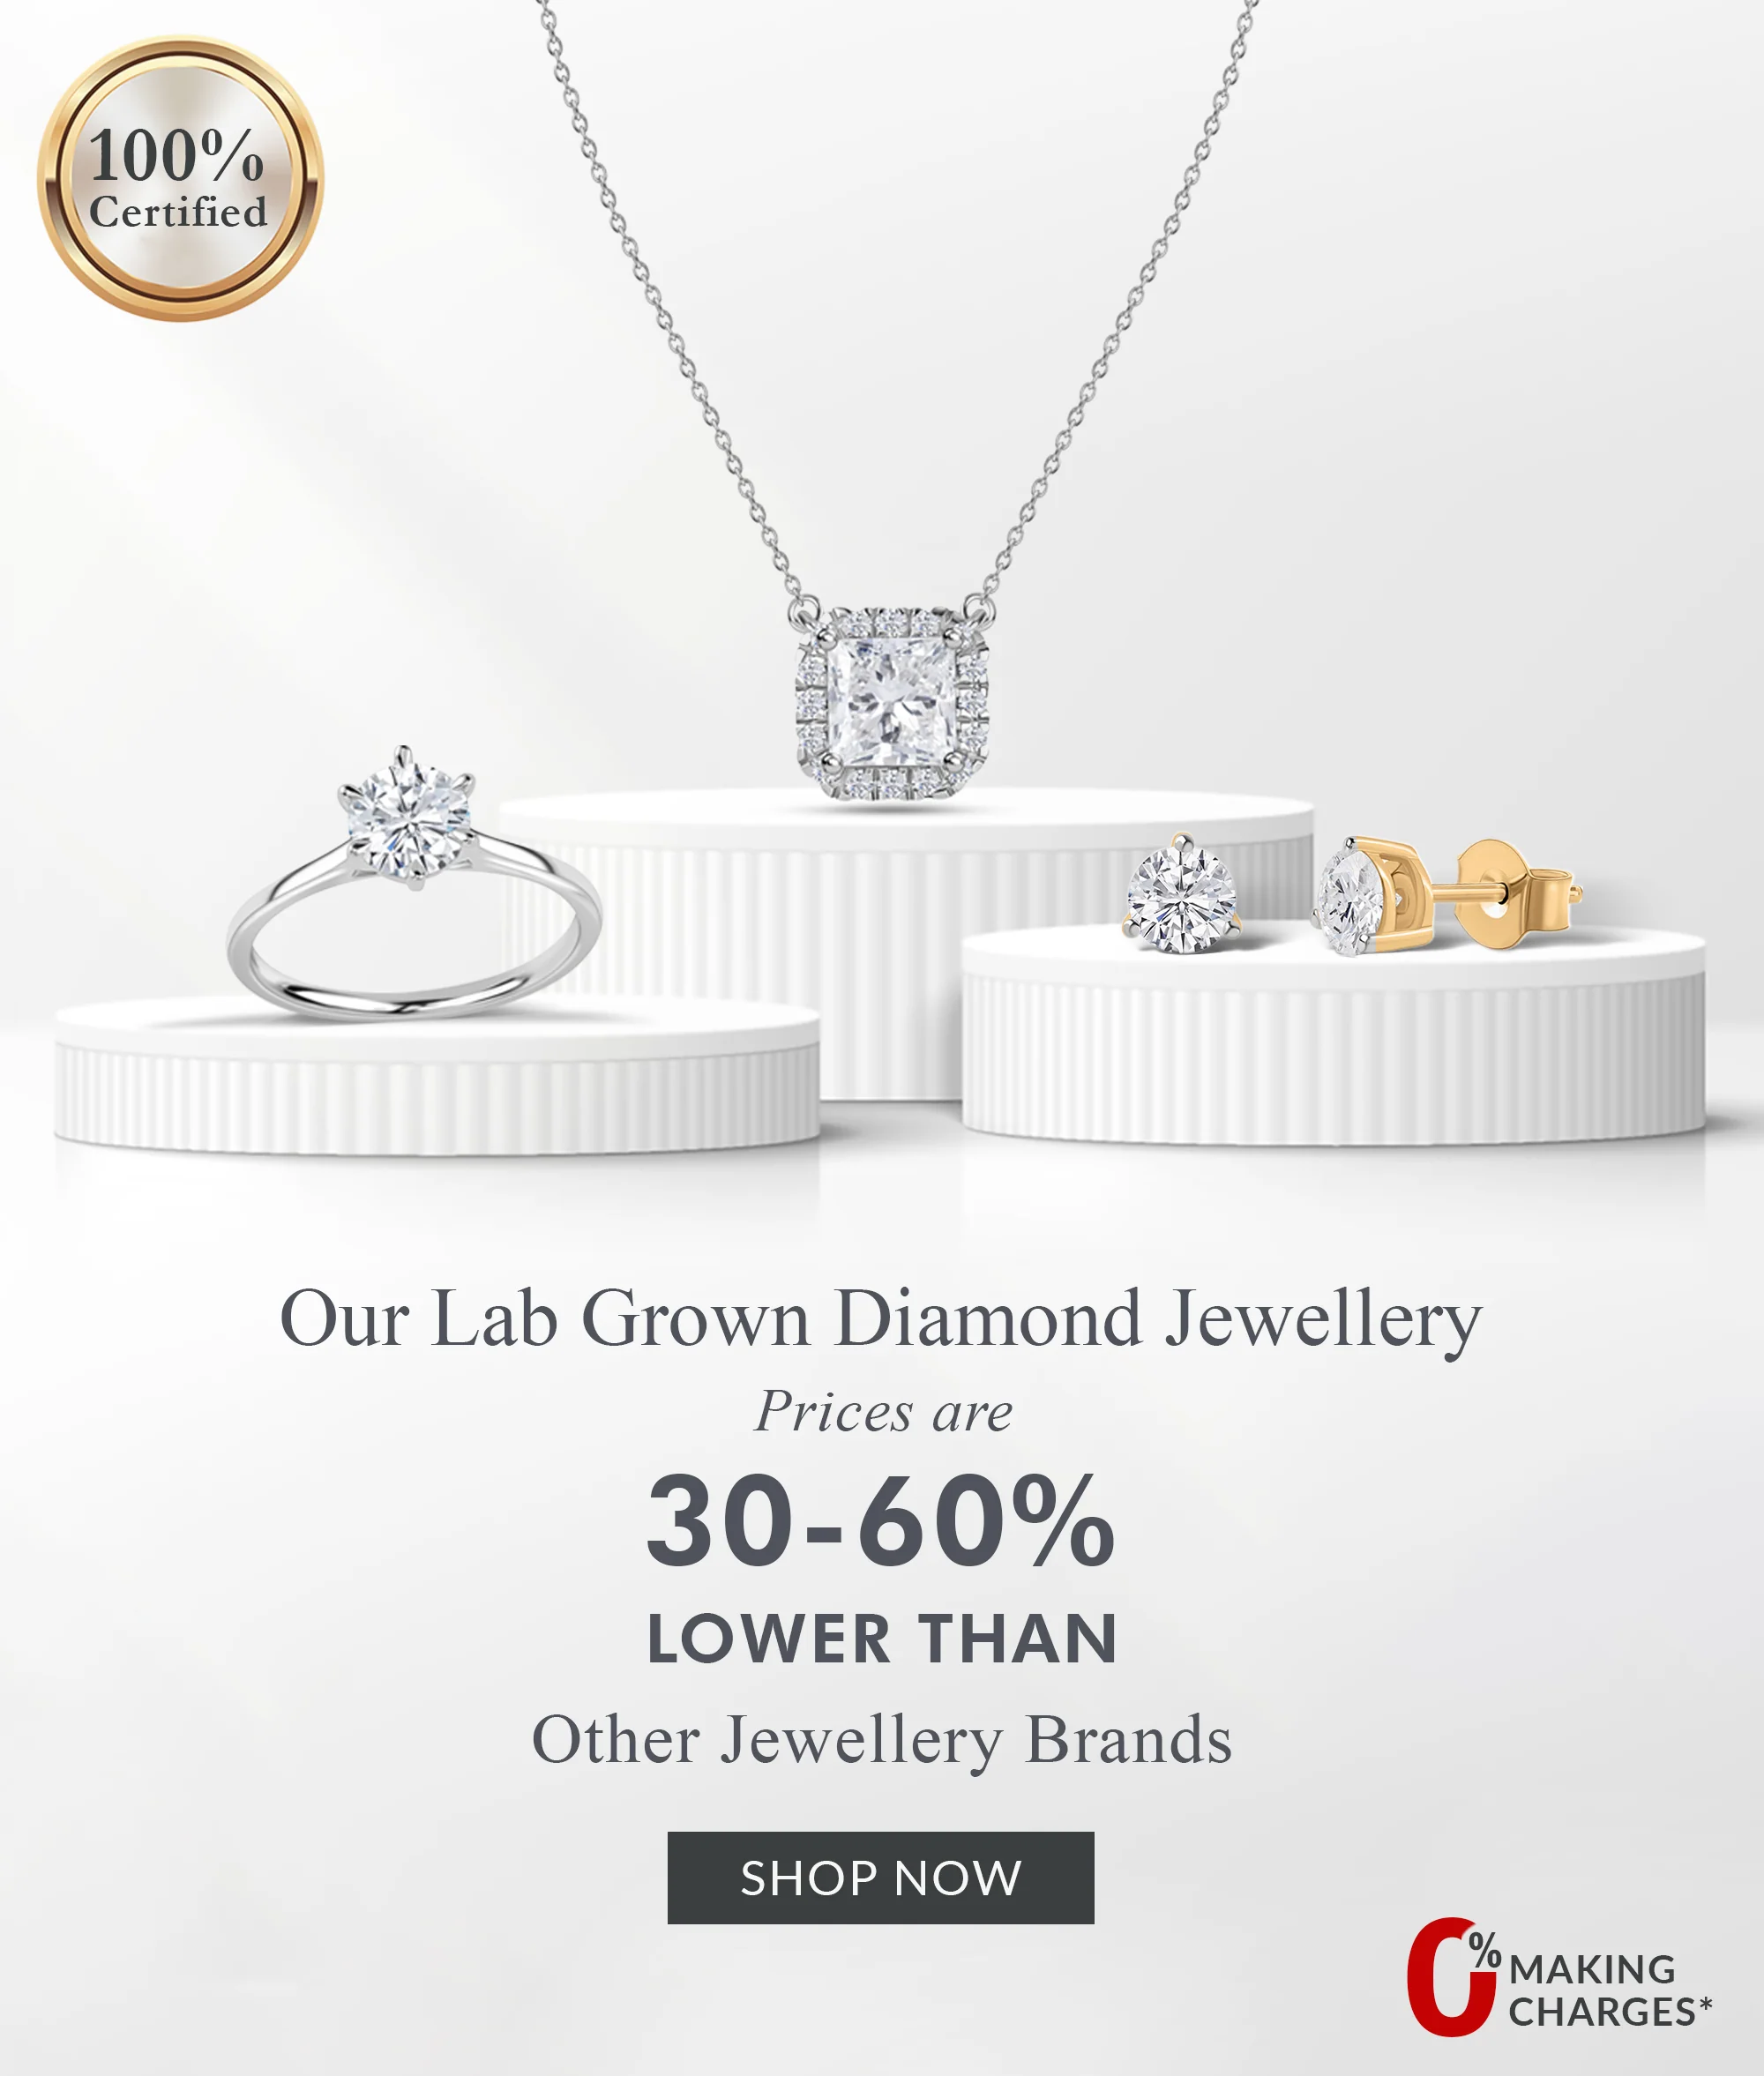 100%
Certified
Our Lab Grown Diamond Jewellery
Prices are
30-60%
LOWER THAN
Other Jewellery Brands
SHOP NOW
0% MAKING
CHARGES*